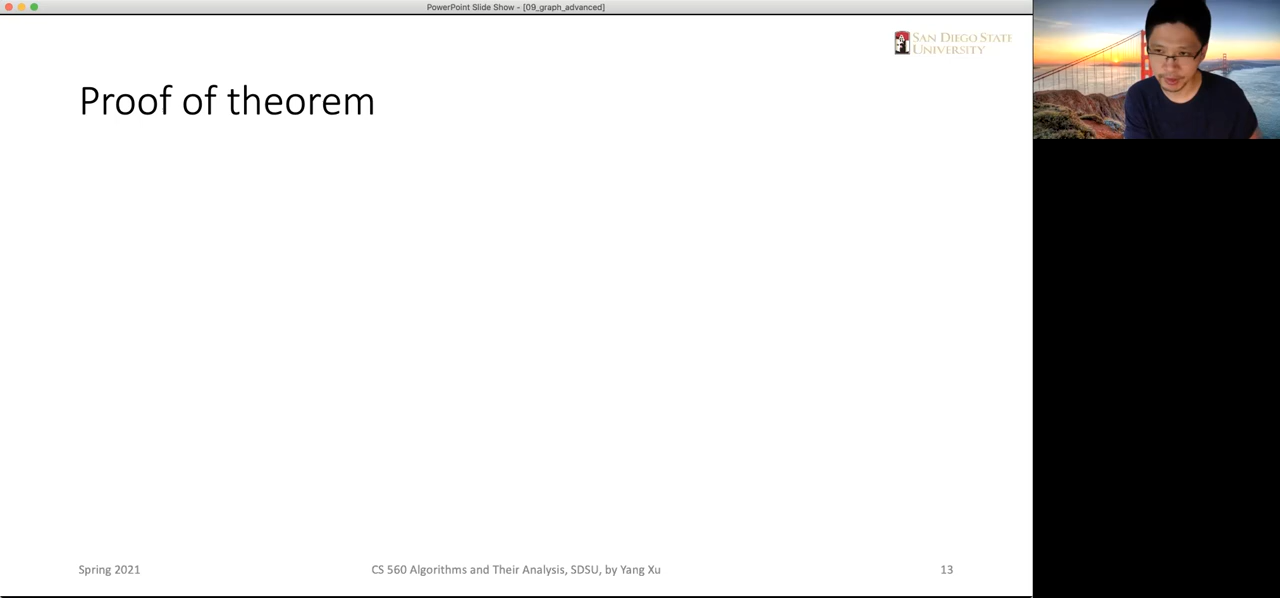 PowerPoint Slide Show - [09_graph_advanced]
SAN DIEGO STATE
UNIVERSITY
Proof of theorem
Spring 2021
CS 560 Algorithms and Their Analysis, SDSU, by Yang Xu
13